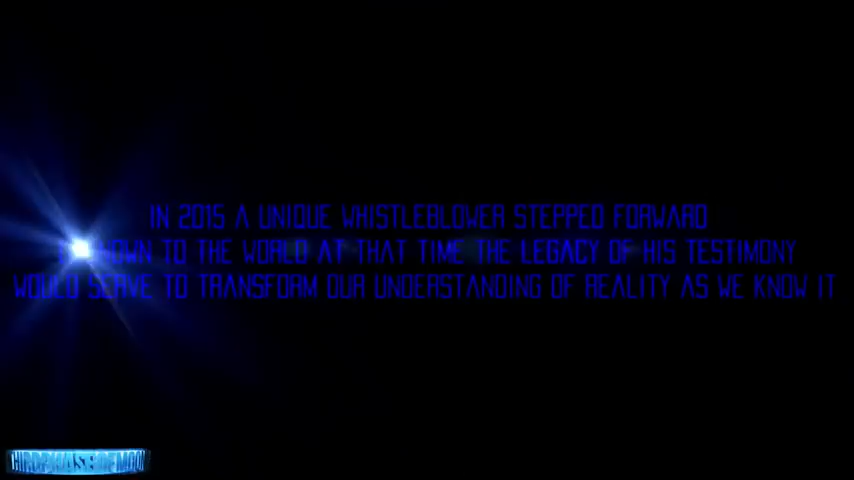 IN 2015 A UNIQUE WHISTLEBLOWER STEPPED FORWARD
TO THE WORLD AT THAT TIME THE LEGACY OF HIS TESTIMONY
WOULD SERVE TO TRANSFORM OUR UNDERSTANDING OF REALITY AS WE KNOW IT